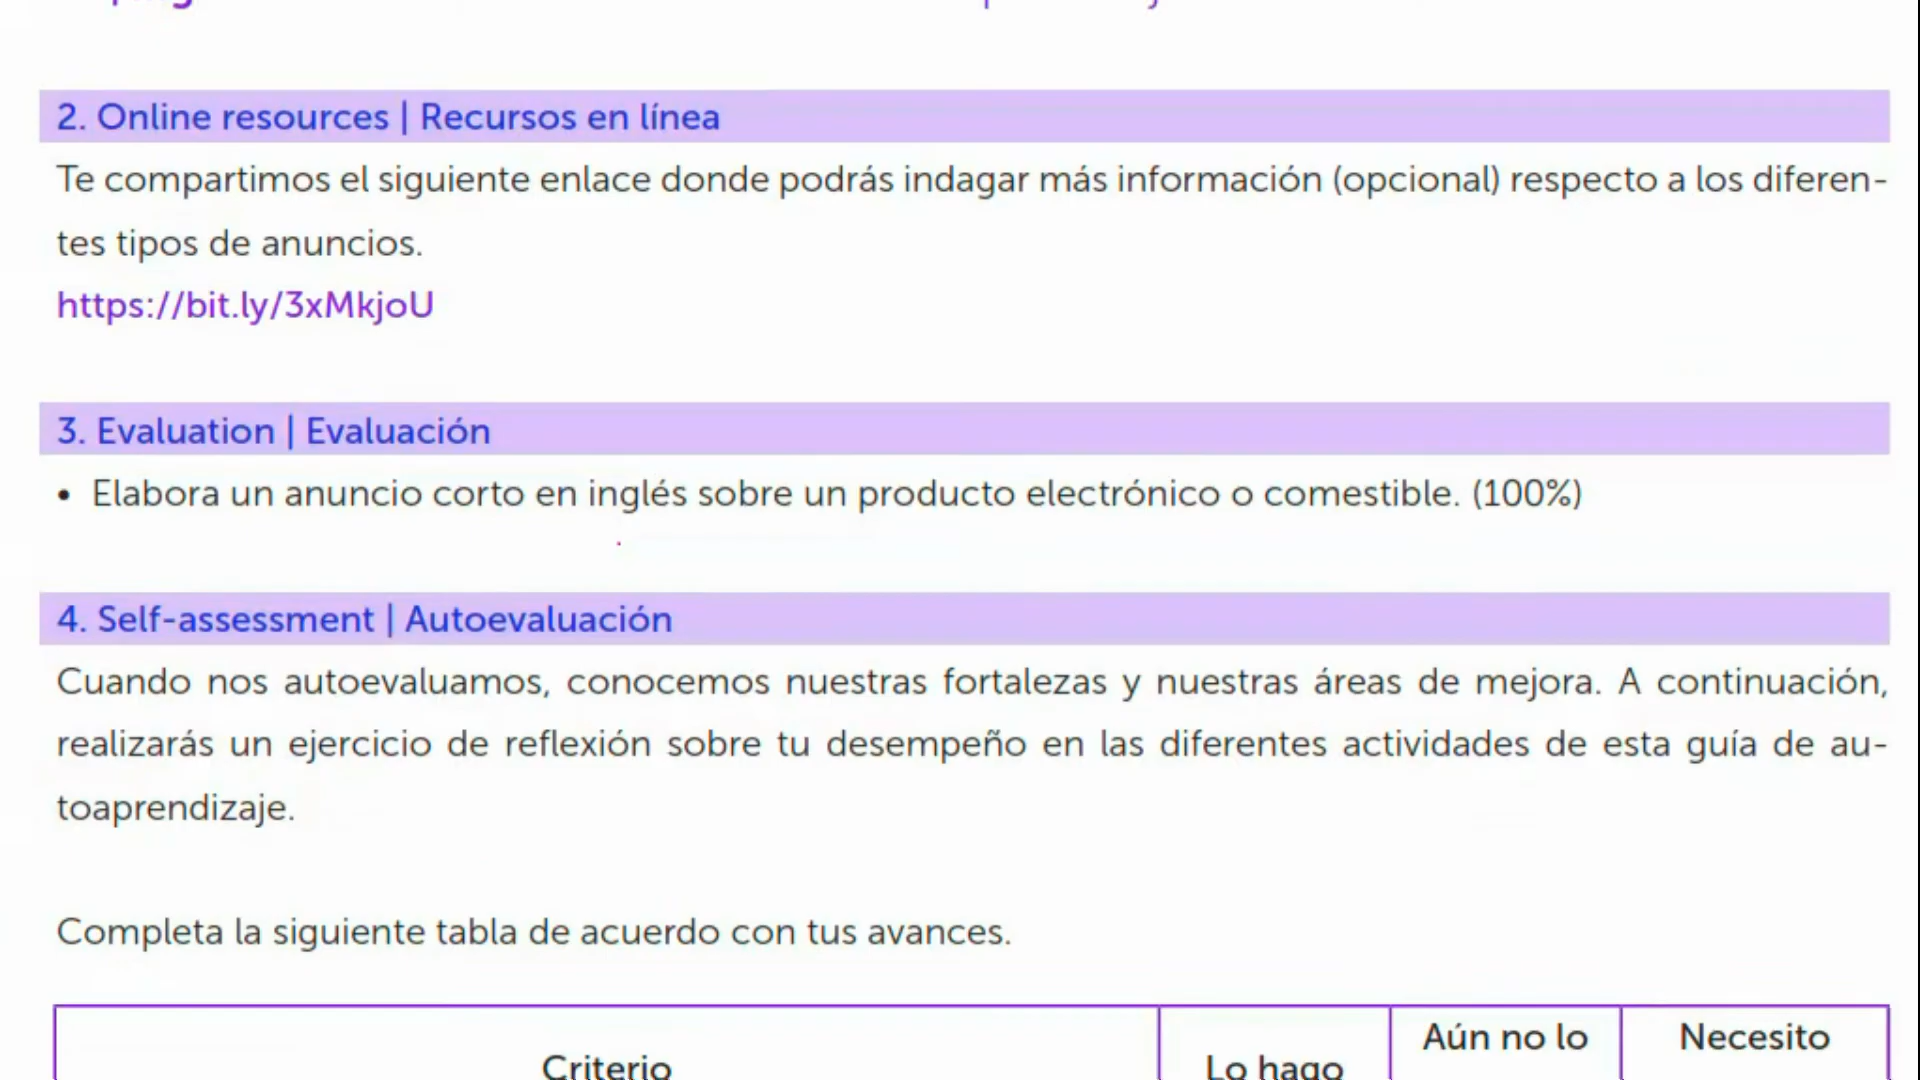 2. Online resources | Recursos en línea
Te compartimos el siguiente enlace donde podrás indagar más información (opcional) respecto a los diferen-
tes tipos de anuncios.
https://bit.ly/3xMkjoU
3. Evaluation | Evaluación
• Elabora un anuncio corto en inglés sobre un producto electrónico o comestible. (100%)
4. Self-assessment | Autoevaluación
Cuando nos autoevaluamos, conocemos nuestras fortalezas y nuestras áreas de mejora. A continuación,
realizarás un ejercicio de reflexión sobre tu desempeño en las diferentes actividades de esta guía de au-
toaprendizaje.
Completa la siguiente tabla de acuerdo con tus avances.
Criterio
Lo hago
Aún no lo
Necesito